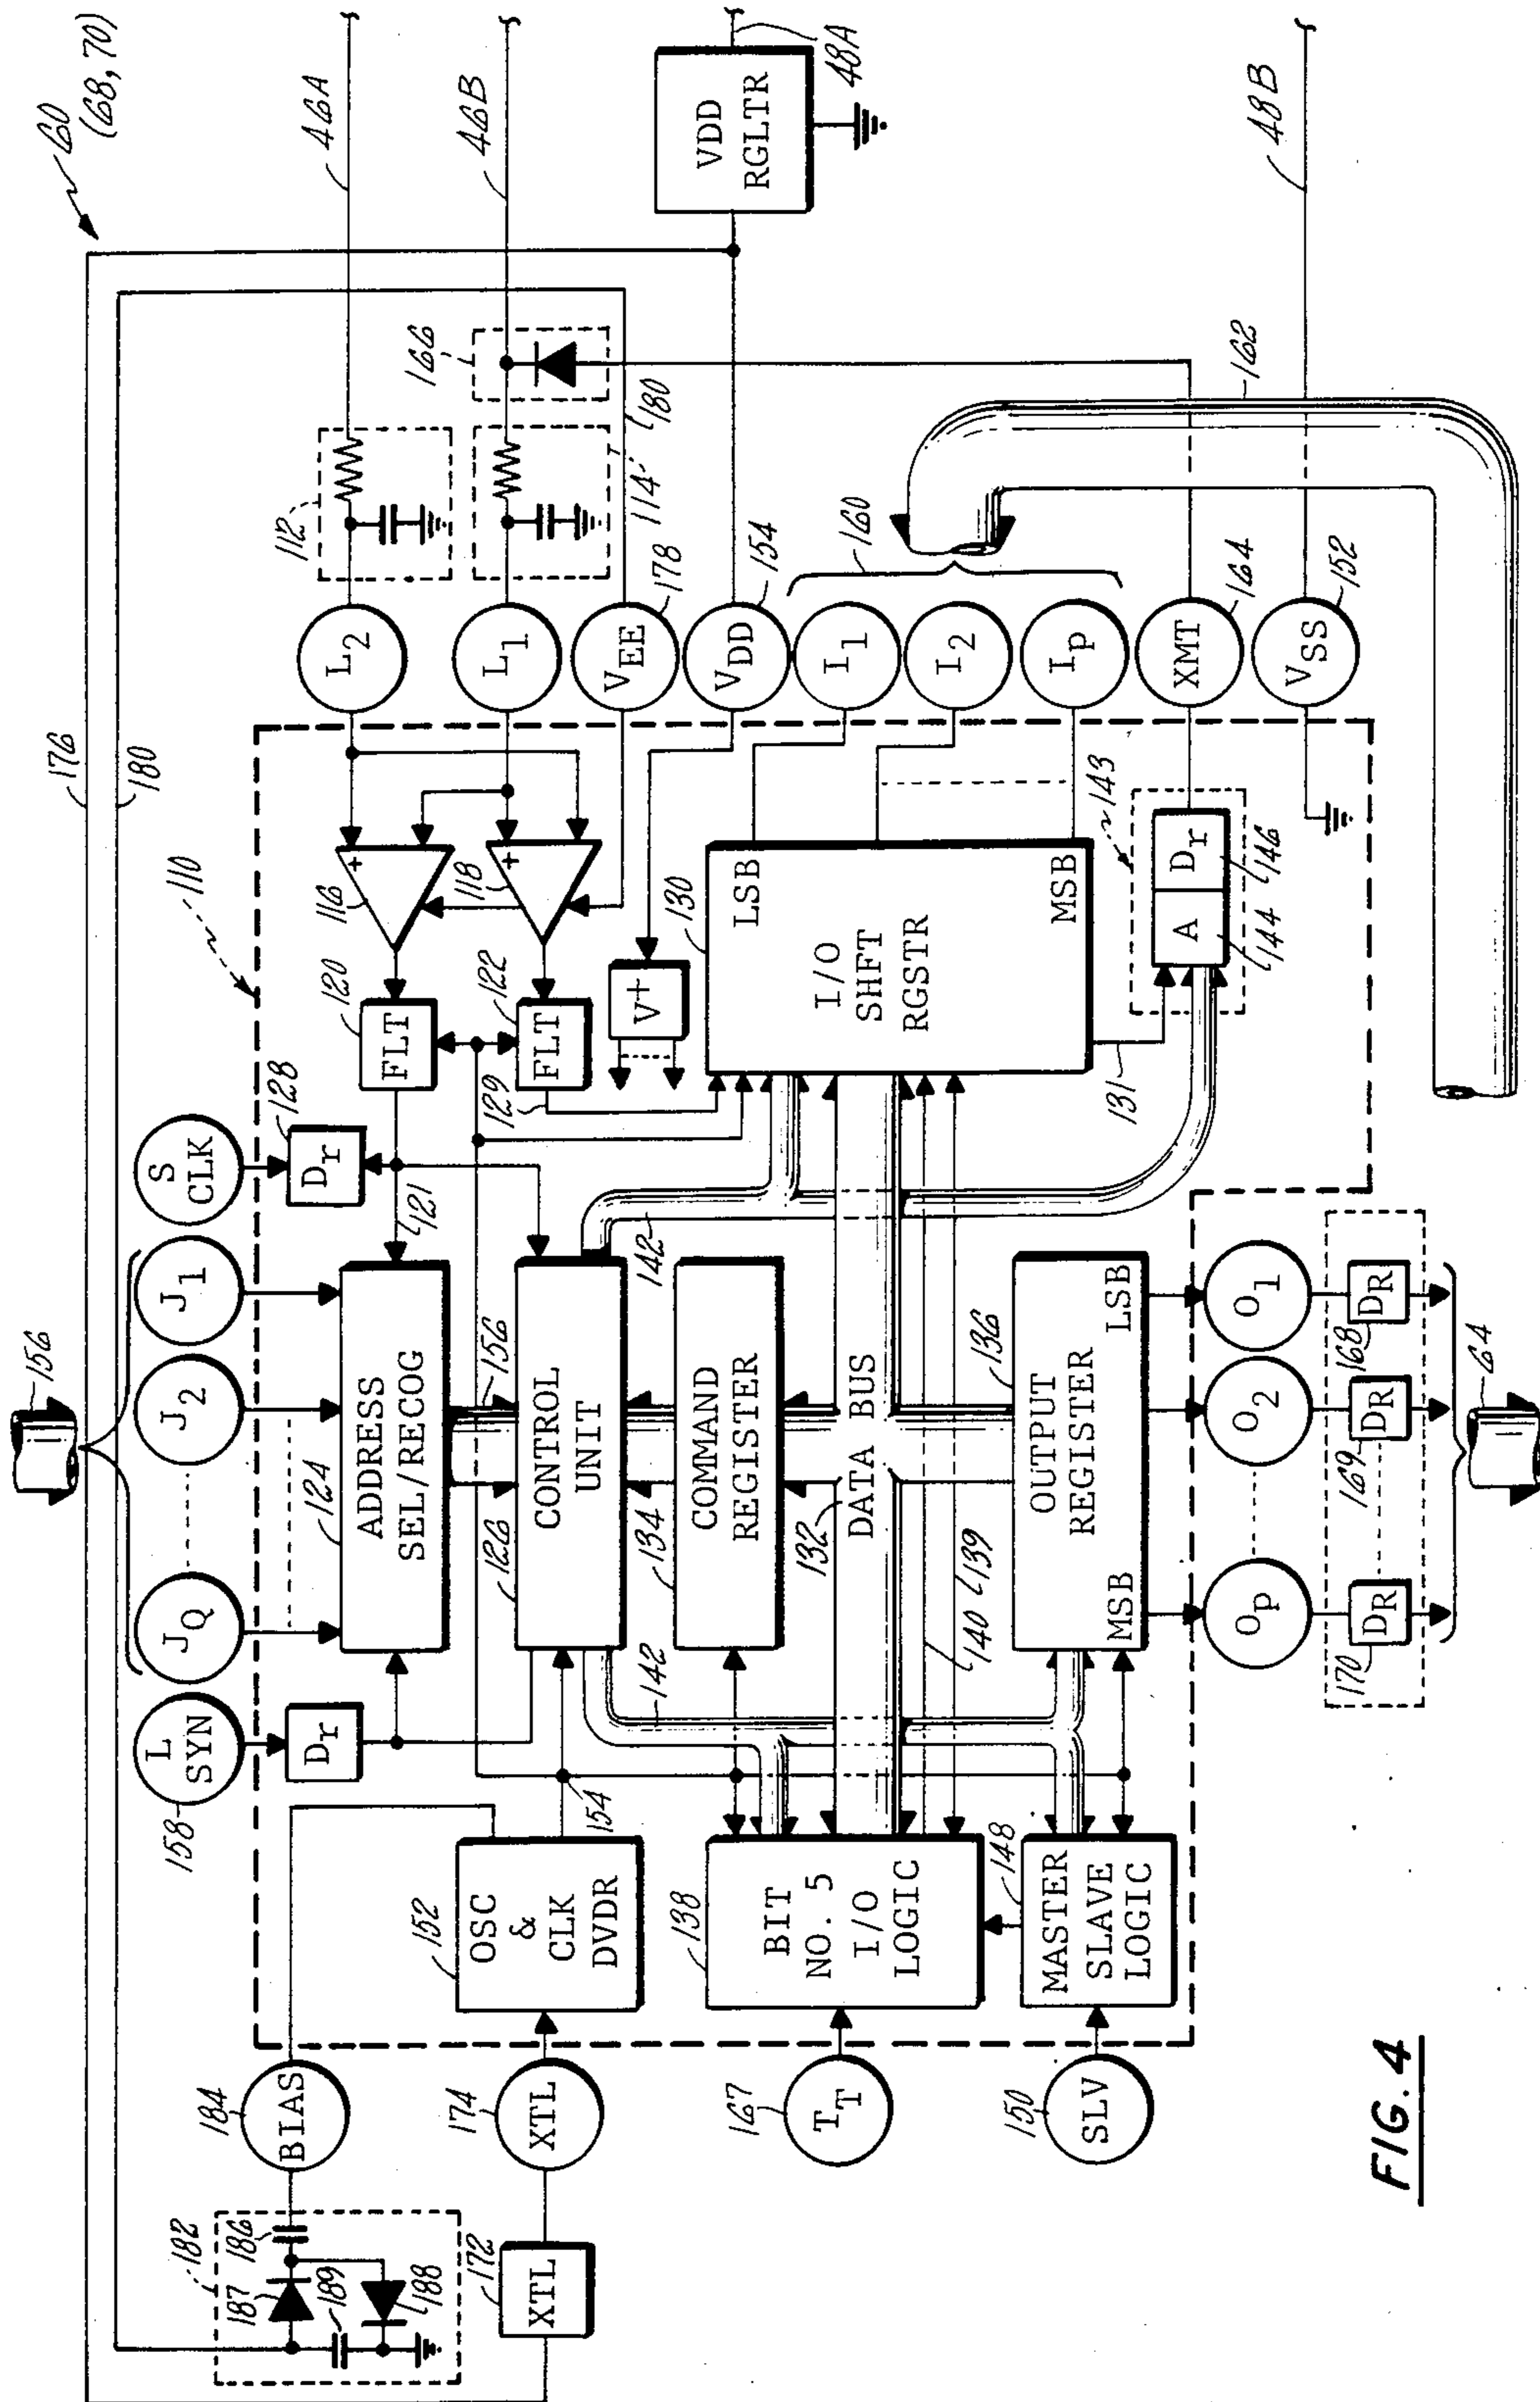 60
(68, 70)
46A
46B
48A
48B
VDD
RGLTR
176
180
166
112
114
180
178
154
160
162
164
152
L2
L1
VEE
VDD
I1
I2
Ip
XMT
VSS
110
116
118
120
FLT
122
FLT
V+
128
Dr
129
121
130
LSB
I/O
SHFT
RGSTR
MSB
131
143
A
Dr
144
146
156
S
CLK
J1
J2
JQ
L
SYN
158
Dr
124
ADDRESS
SEL/RECOG
156
126
CONTROL
UNIT
142
142
134
COMMAND
REGISTER
132
DATA BUS
140
139
136
OUTPUT
REGISTER
LSB
MSB
O1
O2
Op
168
DR
169
DR
170
DR
64
152
OSC
&
CLK
DVDR
154
138
BIT
NO. 5
I/O
LOGIC
148
MASTER
SLAVE
LOGIC
184
BIAS
174
XTL
167
TT
150
SLV
182
186
187
189
188
172
XTL
FIG. 4